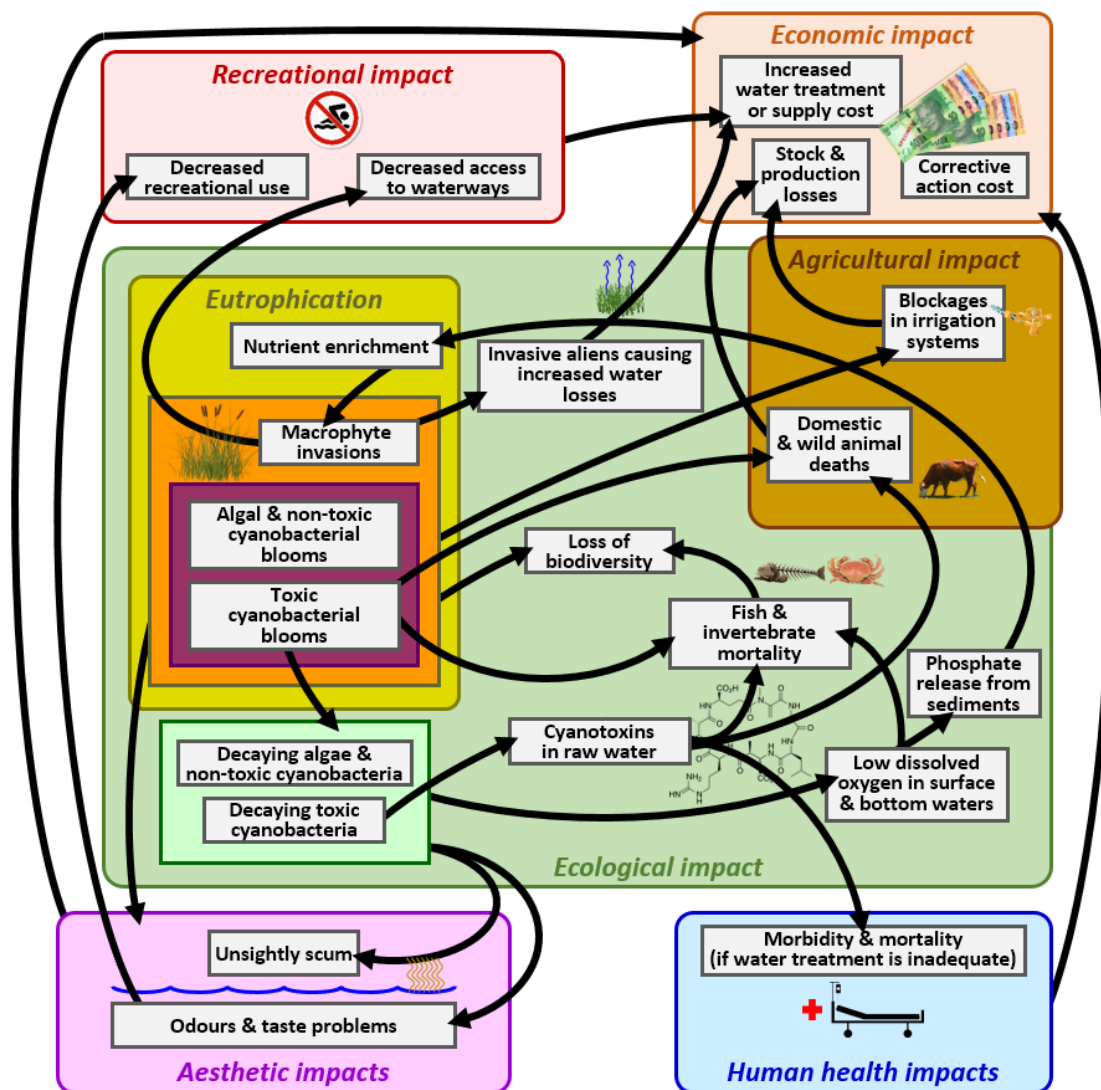 Economic impact
Increased
water treatment
or supply cost
Stock &
production
losses
Corrective
action cost
Recreational impact
Decreased
recreational use
Decreased access
to waterways
Agricultural impact
Blockages
in irrigation
systems
Domestic
& wild animal
deaths
Eutrophication
Nutrient enrichment
Invasive aliens causing
increased water
losses
Macrophyte
invasions
Algal & non-toxic
cyanobacterial
blooms
Toxic
cyanobacterial
blooms
Loss of
biodiversity
Fish &
invertebrate
mortality
Phosphate
release from
sediments
Cyanotoxins
in raw water
Low dissolved
oxygen in surface
& bottom waters
Decaying algae &
non-toxic cyanobacteria
Decaying toxic
cyanobacteria
Ecological impact
Unsightly scum
Odours & taste problems
Aesthetic impacts
Morbidity & mortality
(if water treatment is inadequate)
Human health impacts